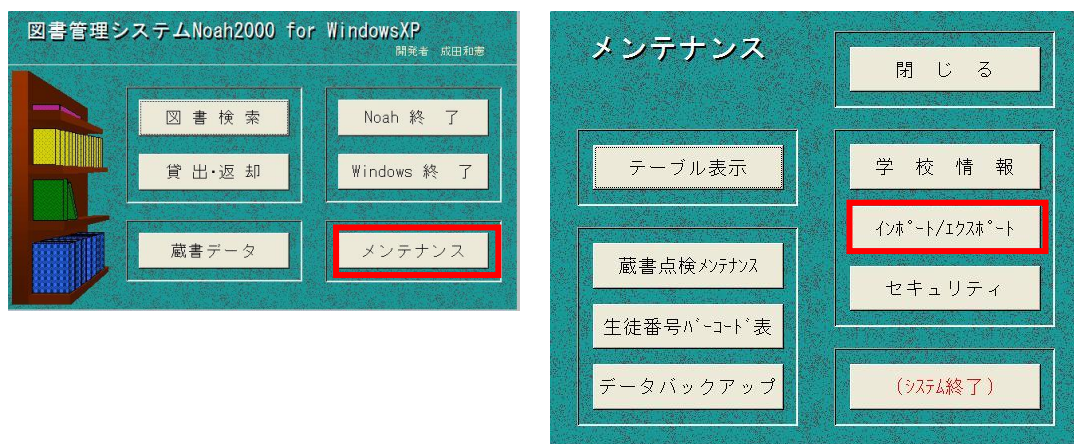 図書管理システムNoah2000 for WindowsXP
開発者 成田和憲
図 書 検 索
Noah 終 了
貸 出・返 却
Windows 終 了
蔵書データ
メンテナンス
メンテナンス
閉 じ る
テーブル表示
学 校 情 報
ｲﾝﾎﾟｰﾄ/ｴｸｽﾎﾟｰﾄ
蔵書点検ﾒﾝﾃﾅﾝｽ
セキュリティ
生徒番号ﾊﾞｰｺｰﾄﾞ表
データバックアップ
(ｼｽﾃﾑ終了)